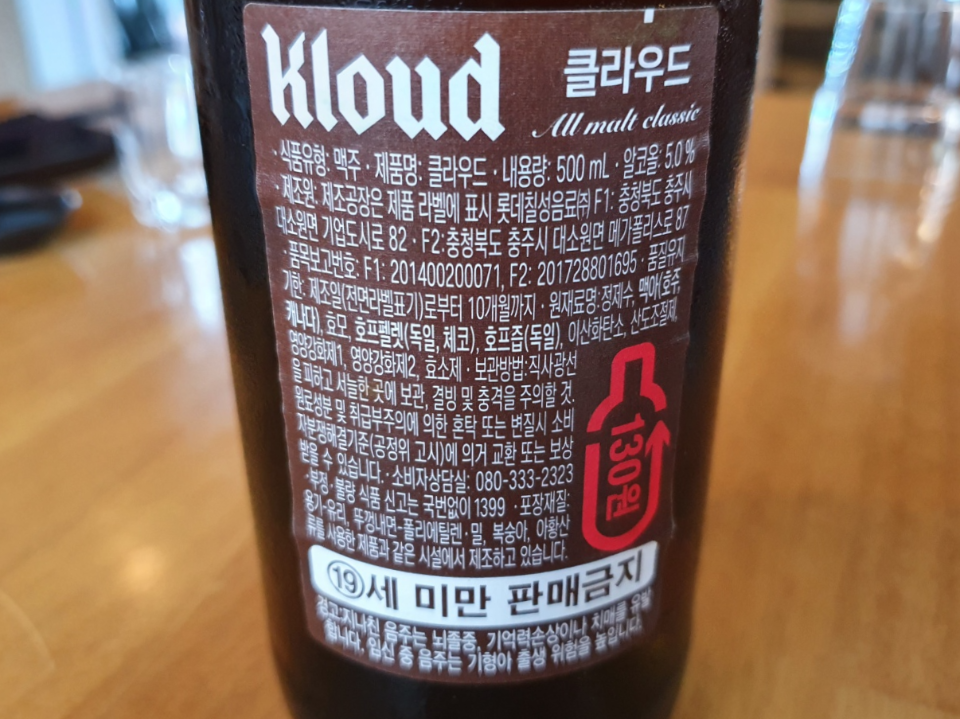 Kloud
클라우드
All malt classic
· 식품유형: 맥주 · 제품명: 클라우드 · 내용량: 500 mL · 알코올: 5.0 %
· 제조원: 제조공장은 제품 라벨에 표시 롯데칠성음료㈜ F1: 충청북도 충주시
대소원면 기업도시로 82 · F2: 충청북도 충주시 대소원면 메가폴리스로 87
· 품목보고번호: F1: 201400200071, F2: 201728801695 · 품질유지
기한: 제조일(전면라벨표기)로부터 10개월까지 · 원재료명: 정제수, 맥아(호주,
캐나다), 호모, 호프펠렛(독일, 체코), 호프즙(독일), 이산화탄소, 산도조절제,
영양강화제1, 영양강화제2, 효소제 · 보관방법: 직사광선
을 피하고 서늘한 곳에 보관, 결빙 및 충격을 주의할 것.
원료성분 및 취급부주의에 의한 혼탁 또는 변질시 소비
자분쟁해결기준(공정위 고시)에 의거 교환 또는 보상
받을 수 있습니다. · 소비자상담실: 080-333-2323
· 부정·불량 식품 신고는 국번없이 1399 · 포장재질:
용기-유리, 뚜껑내면-폴리에틸렌 · 밀, 복숭아, 아황산
류를 사용한 제품과 같은 시설에서 제조하고 있습니다.
130원
19세 미만 판매금지
경고: 지나친 음주는 뇌졸중, 기억력손상이나 치매를 유발
합니다. 임신 중 음주는 기형아 출생 위험을 높입니다.